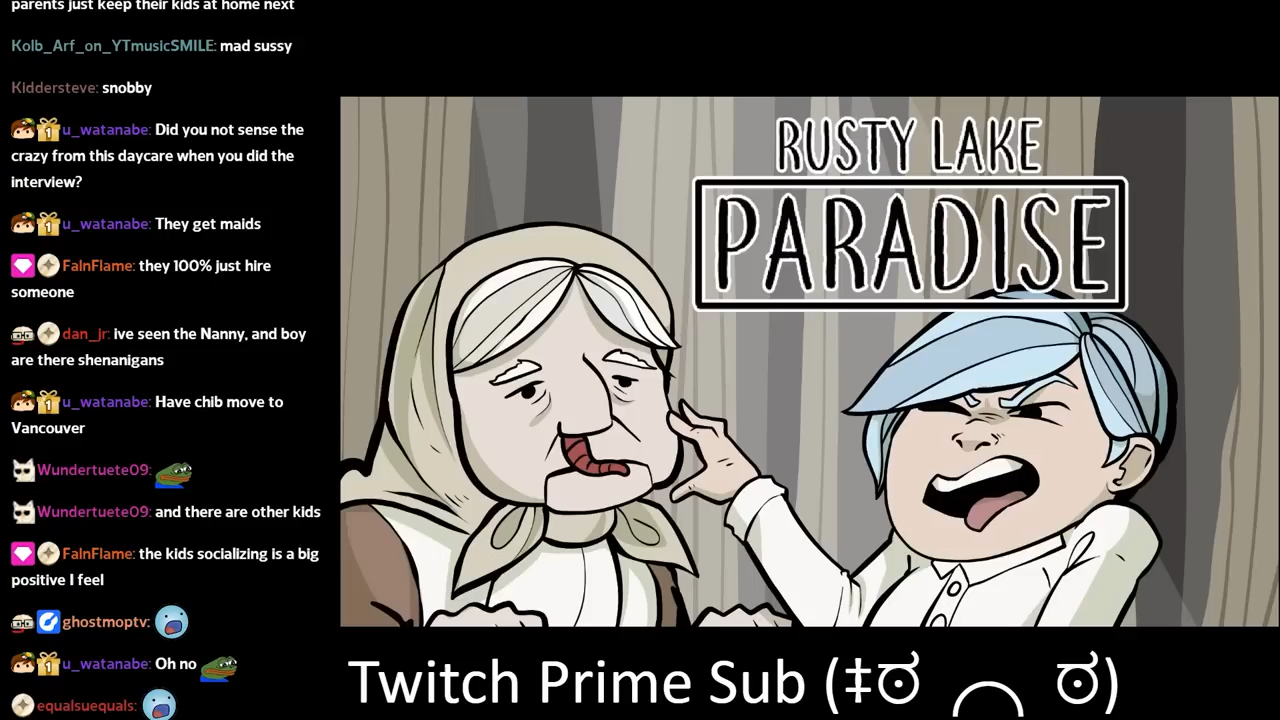 parents just keep their kids at home next
Kolb_Arf_on_YTmusicSMILE: mad sussy
Kiddersteve: snobby
u_watanabe: Did you not sense the
crazy from this daycare when you did the
interview?
u_watanabe: They get maids
FalnFlame: they 100% just hire
someone
dan_jr: ive seen the Nanny, and boy
are there shenanigans
u_watanabe: Have chib move to
Vancouver
Wundertuete09:
Wundertuete09: and there are other kids
FalnFlame: the kids socializing is a big
positive I feel
ghostmoptv:
u_watanabe: Oh no
equalsuequals:
RUSTY LAKE
PARADISE
Twitch Prime Sub (‡ಠ ︵ ಠ)